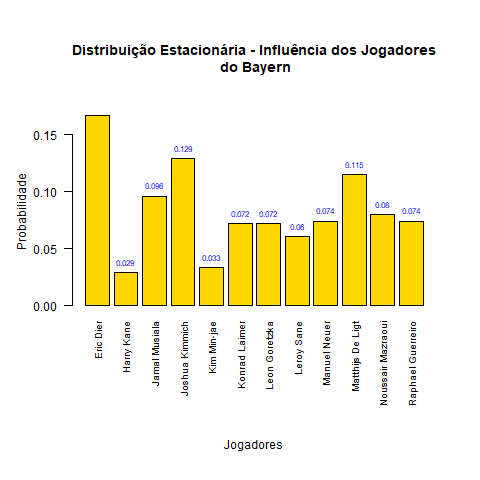 Distribuição Estacionária - Influência dos Jogadores
do Bayern
Probabilidade
0.15
0.10
0.05
0.00
0.029
0.096
0.129
0.033
0.072
0.072
0.06
0.074
0.115
0.08
0.074
Eric Dier
Harry Kane
Jamal Musiala
Joshua Kimmich
Kim Min-jae
Konrad Laimer
Leon Goretzka
Leroy Sane
Manuel Neuer
Matthijs De Ligt
Noussair Mazraoui
Raphael Guerreiro
Jogadores